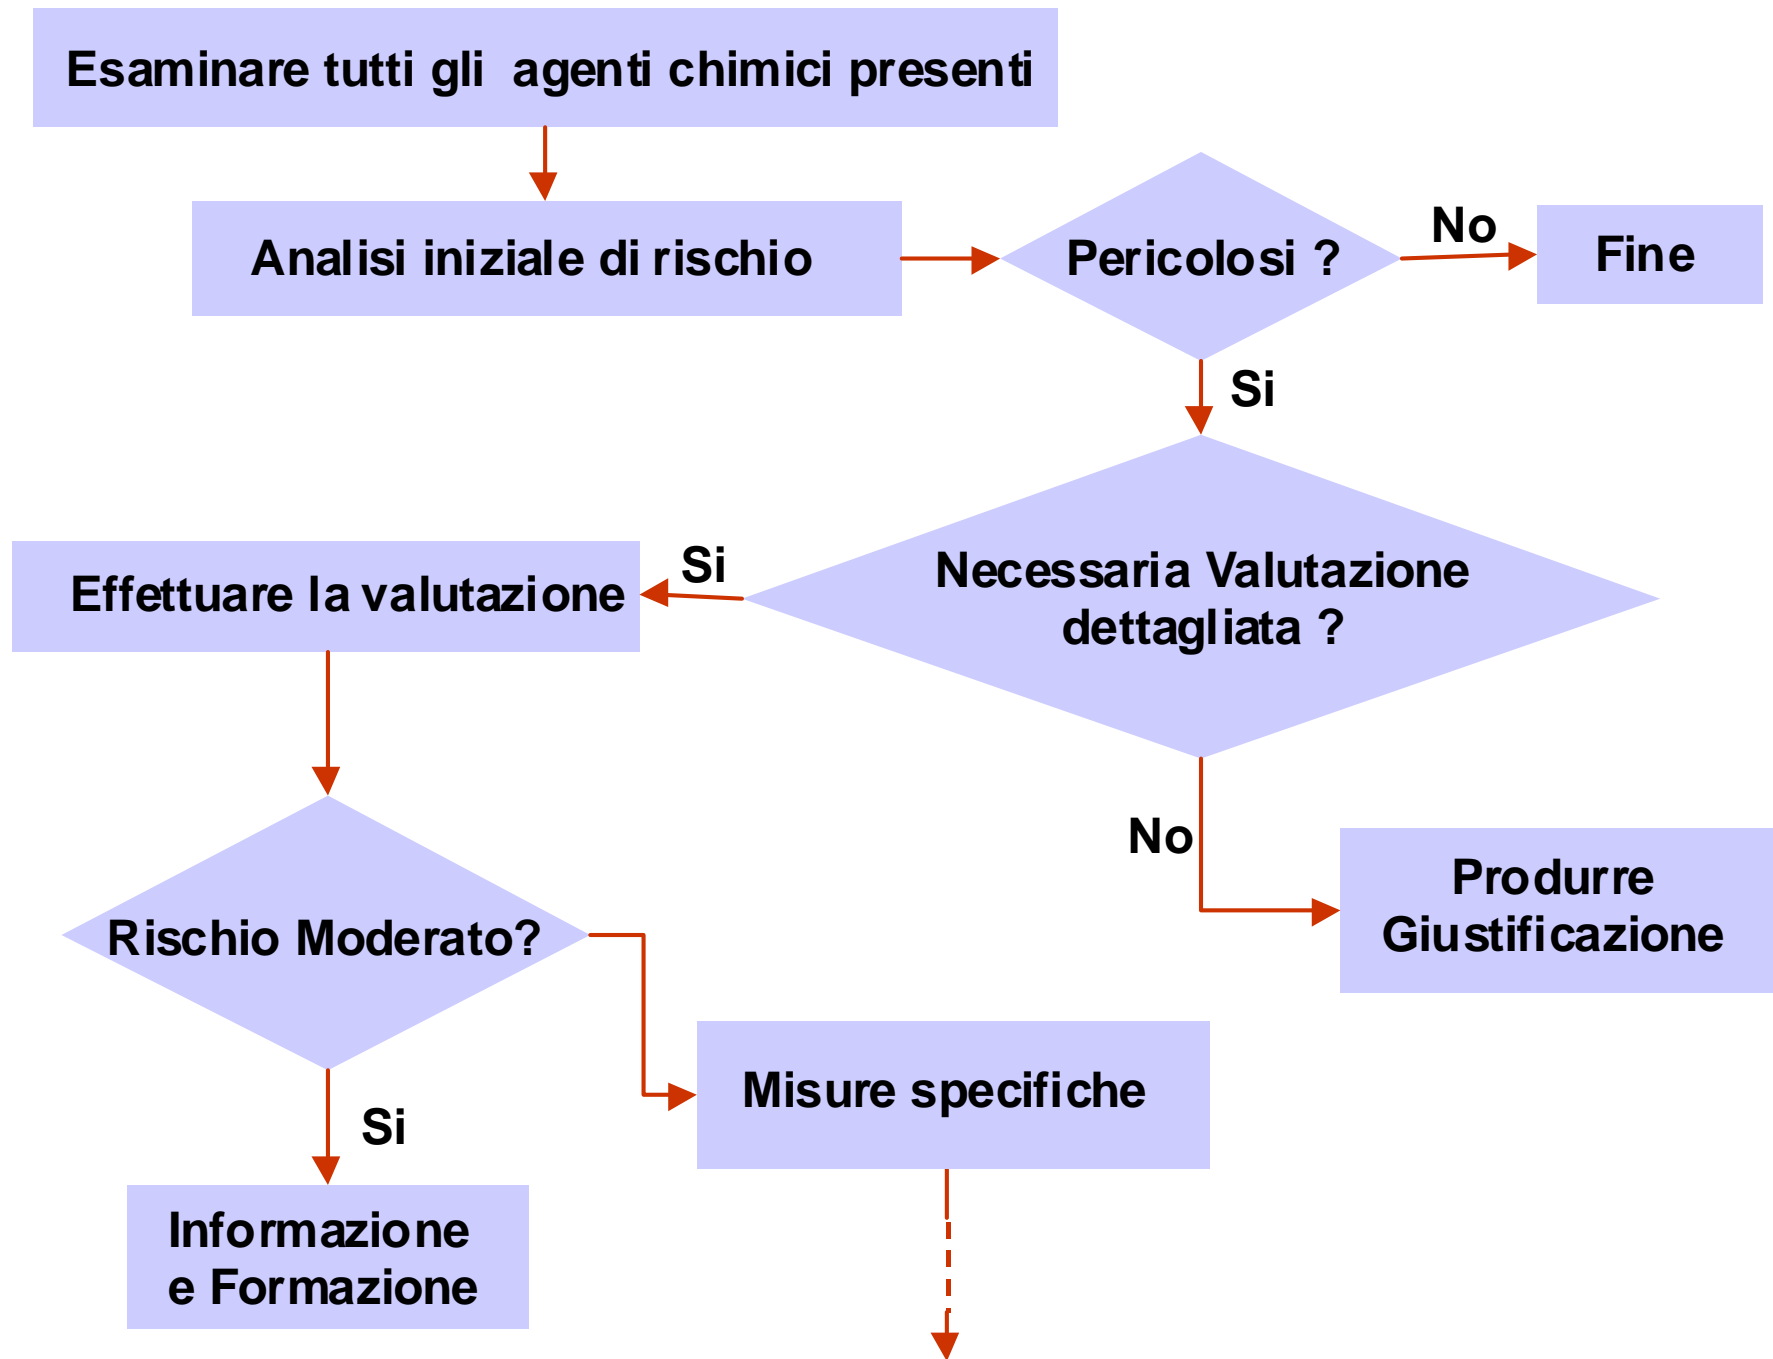 Esaminare tutti gli agenti chimici presenti
Analisi iniziale di rischio
Pericolosi ?
No
Fine
Si
Necessaria Valutazione
dettagliata ?
Si
Effettuare la valutazione
No
Produrre
Giustificazione
Rischio Moderato?
Misure specifiche
Si
Informazione
e Formazione